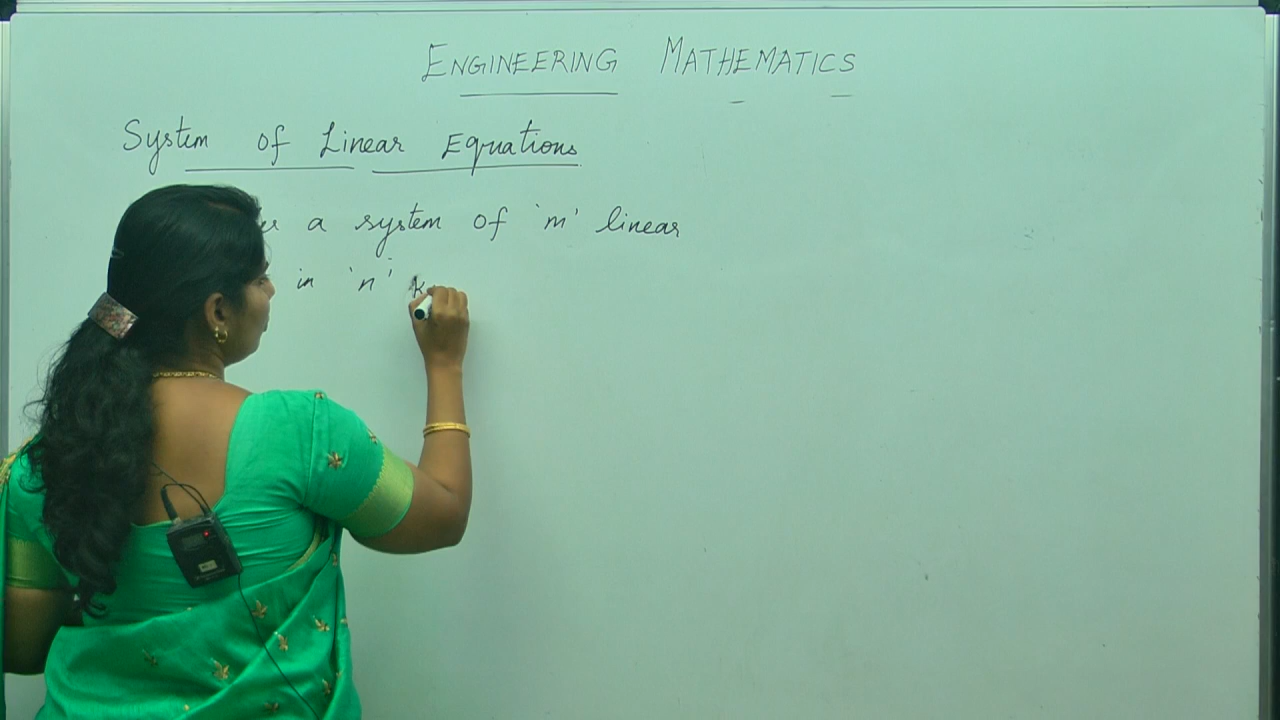 ENGINEERING MATHEMATICS
System of Linear Equations
a system of 'm' linear
in 'n'